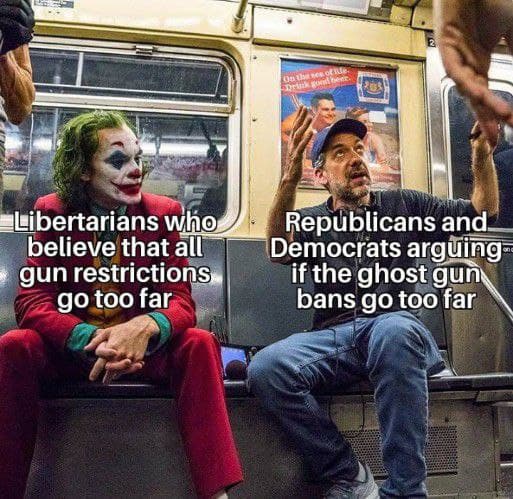 On the sea of life.
Drink good beer.
Libertarians who
believe that all
gun restrictions
go too far
Republicans and
Democrats arguing
if the ghost gun
bans go too far